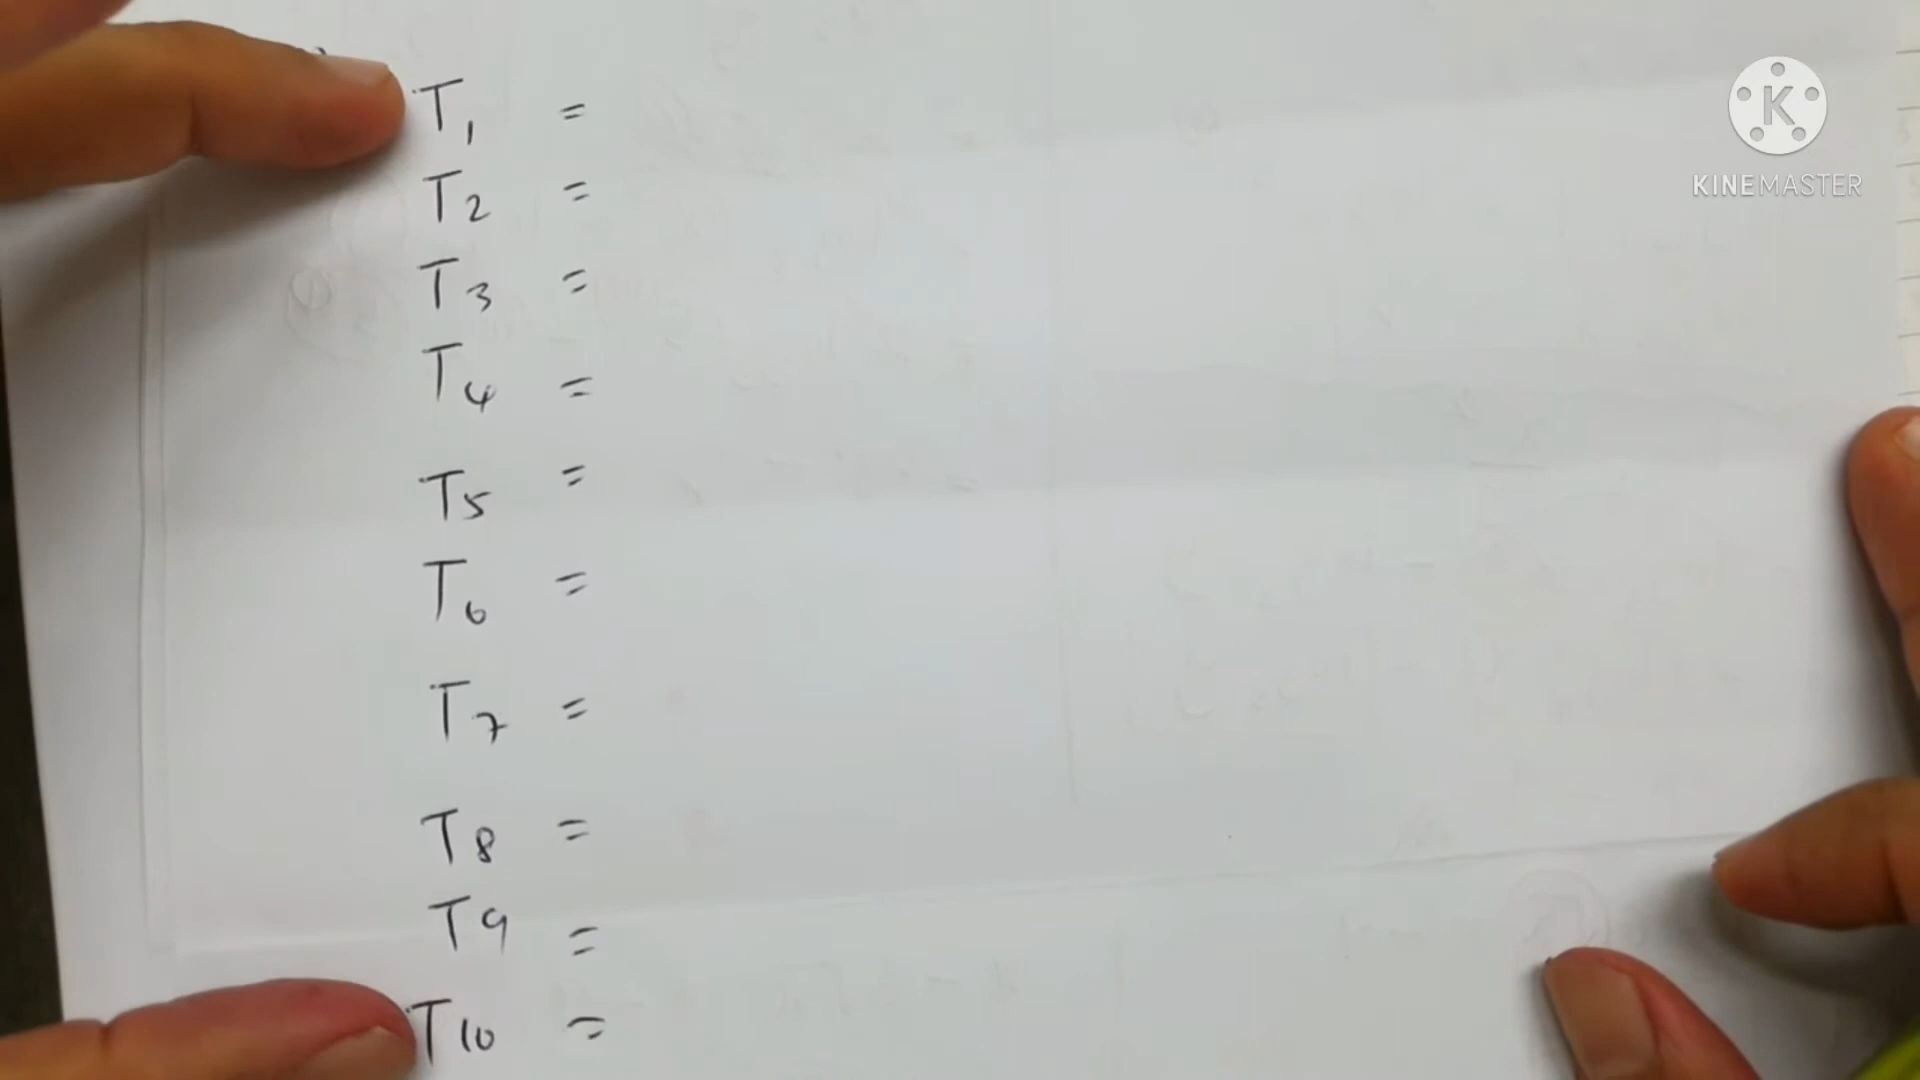 T1 =
KINEMASTER
T2 =
T3 =
T4 =
T5 =
T6 =
T7 =
T8 =
T9 =
T10 =